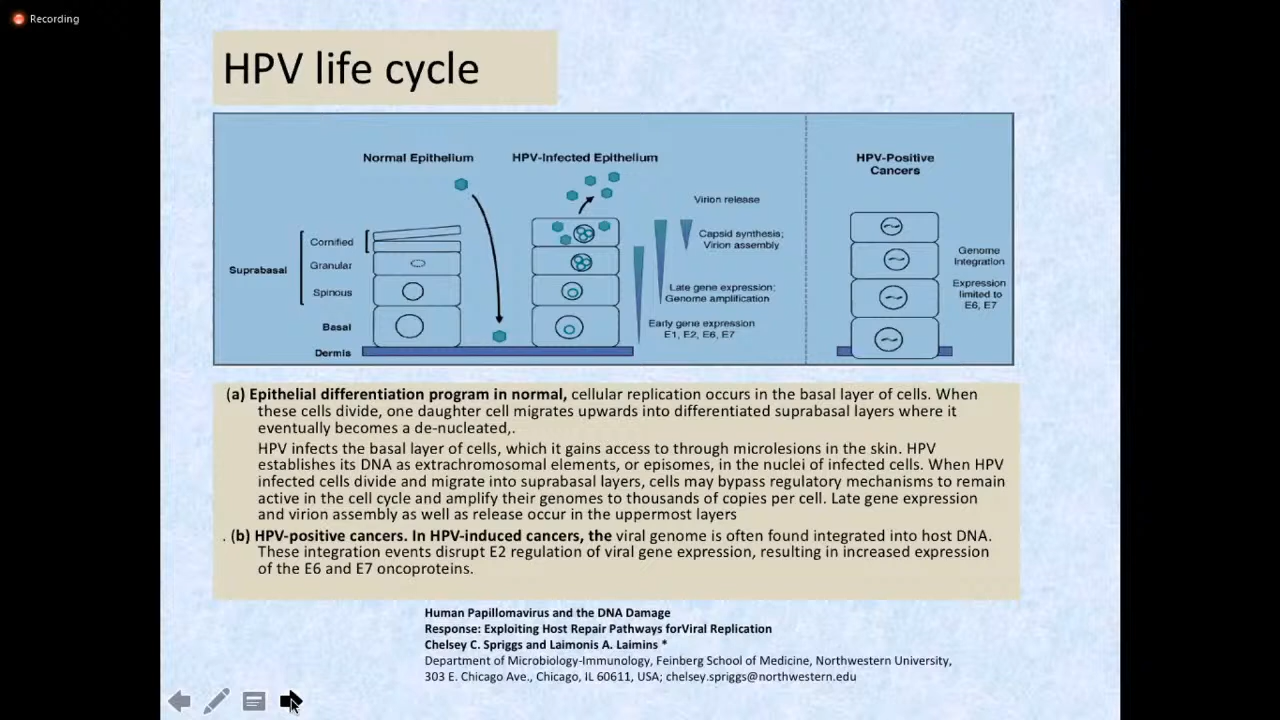 Recording
HPV life cycle
Normal Epithelium
HPV-Infected Epithelium
HPV-Positive
Cancers
Virion release
Capsid synthesis;
Virion assembly
Late gene expression;
Genome amplification
Early gene expression
E1, E2, E6, E7
Suprabasal
Cornified
Granular
Spinous
Basal
Dermis
Genome
Integration
Expression
limited to
E6, E7
(a) Epithelial differentiation program in normal, cellular replication occurs in the basal layer of cells. When
these cells divide, one daughter cell migrates upwards into differentiated suprabasal layers where it
eventually becomes a de-nucleated,.
HPV infects the basal layer of cells, which it gains access to through microlesions in the skin. HPV
establishes its DNA as extrachromosomal elements, or episomes, in the nuclei of infected cells. When HPV
infected cells divide and migrate into suprabasal layers, cells may bypass regulatory mechanisms to remain
active in the cell cycle and amplify their genomes to thousands of copies per cell. Late gene expression
and virion assembly as well as release occur in the uppermost layers
. (b) HPV-positive cancers. In HPV-induced cancers, the viral genome is often found integrated into host DNA.
These integration events disrupt E2 regulation of viral gene expression, resulting in increased expression
of the E6 and E7 oncoproteins.
Human Papillomavirus and the DNA Damage
Response: Exploiting Host Repair Pathways forViral Replication
Chelsey C. Spriggs and Laimonis A. Laimins *
Department of Microbiology-Immunology, Feinberg School of Medicine, Northwestern University,
303 E. Chicago Ave., Chicago, IL 60611, USA; chelsey.spriggs@northwestern.edu